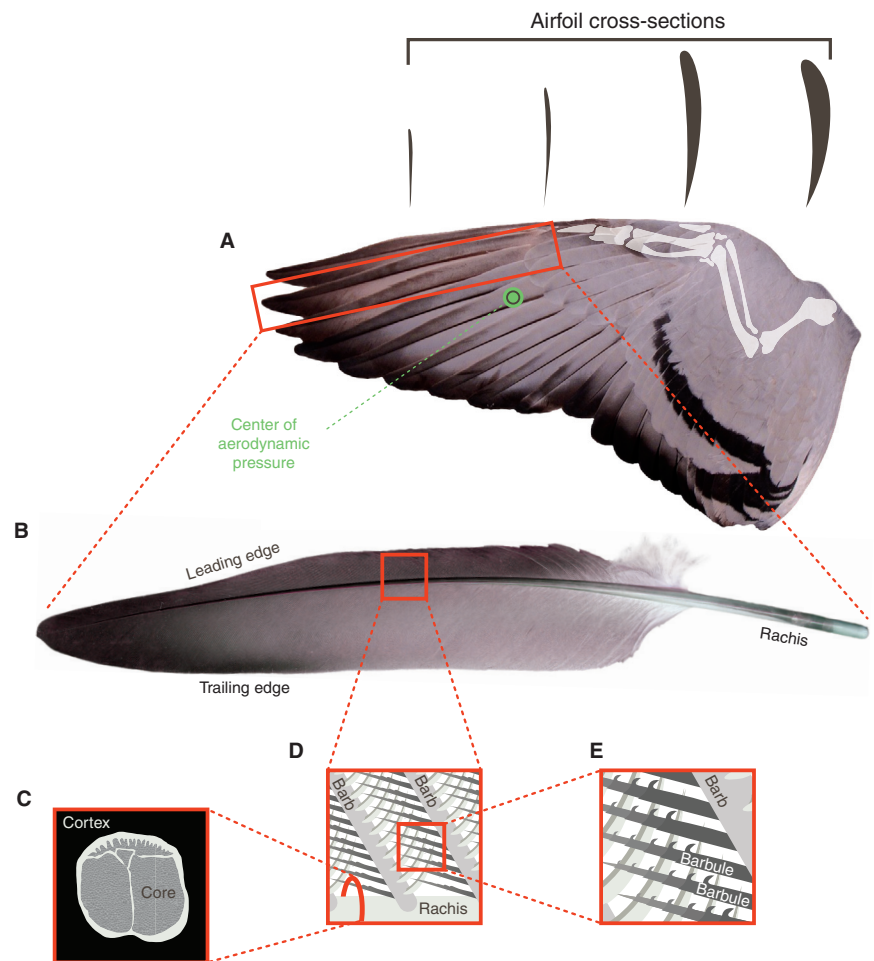 Airfoil cross-sections
A
Center of
aerodynamic
pressure
B
Leading edge
Rachis
Trailing edge
D
E
C
Barb
Barb
Rachis
Barb
Barbule
Barbule
Cortex
Core